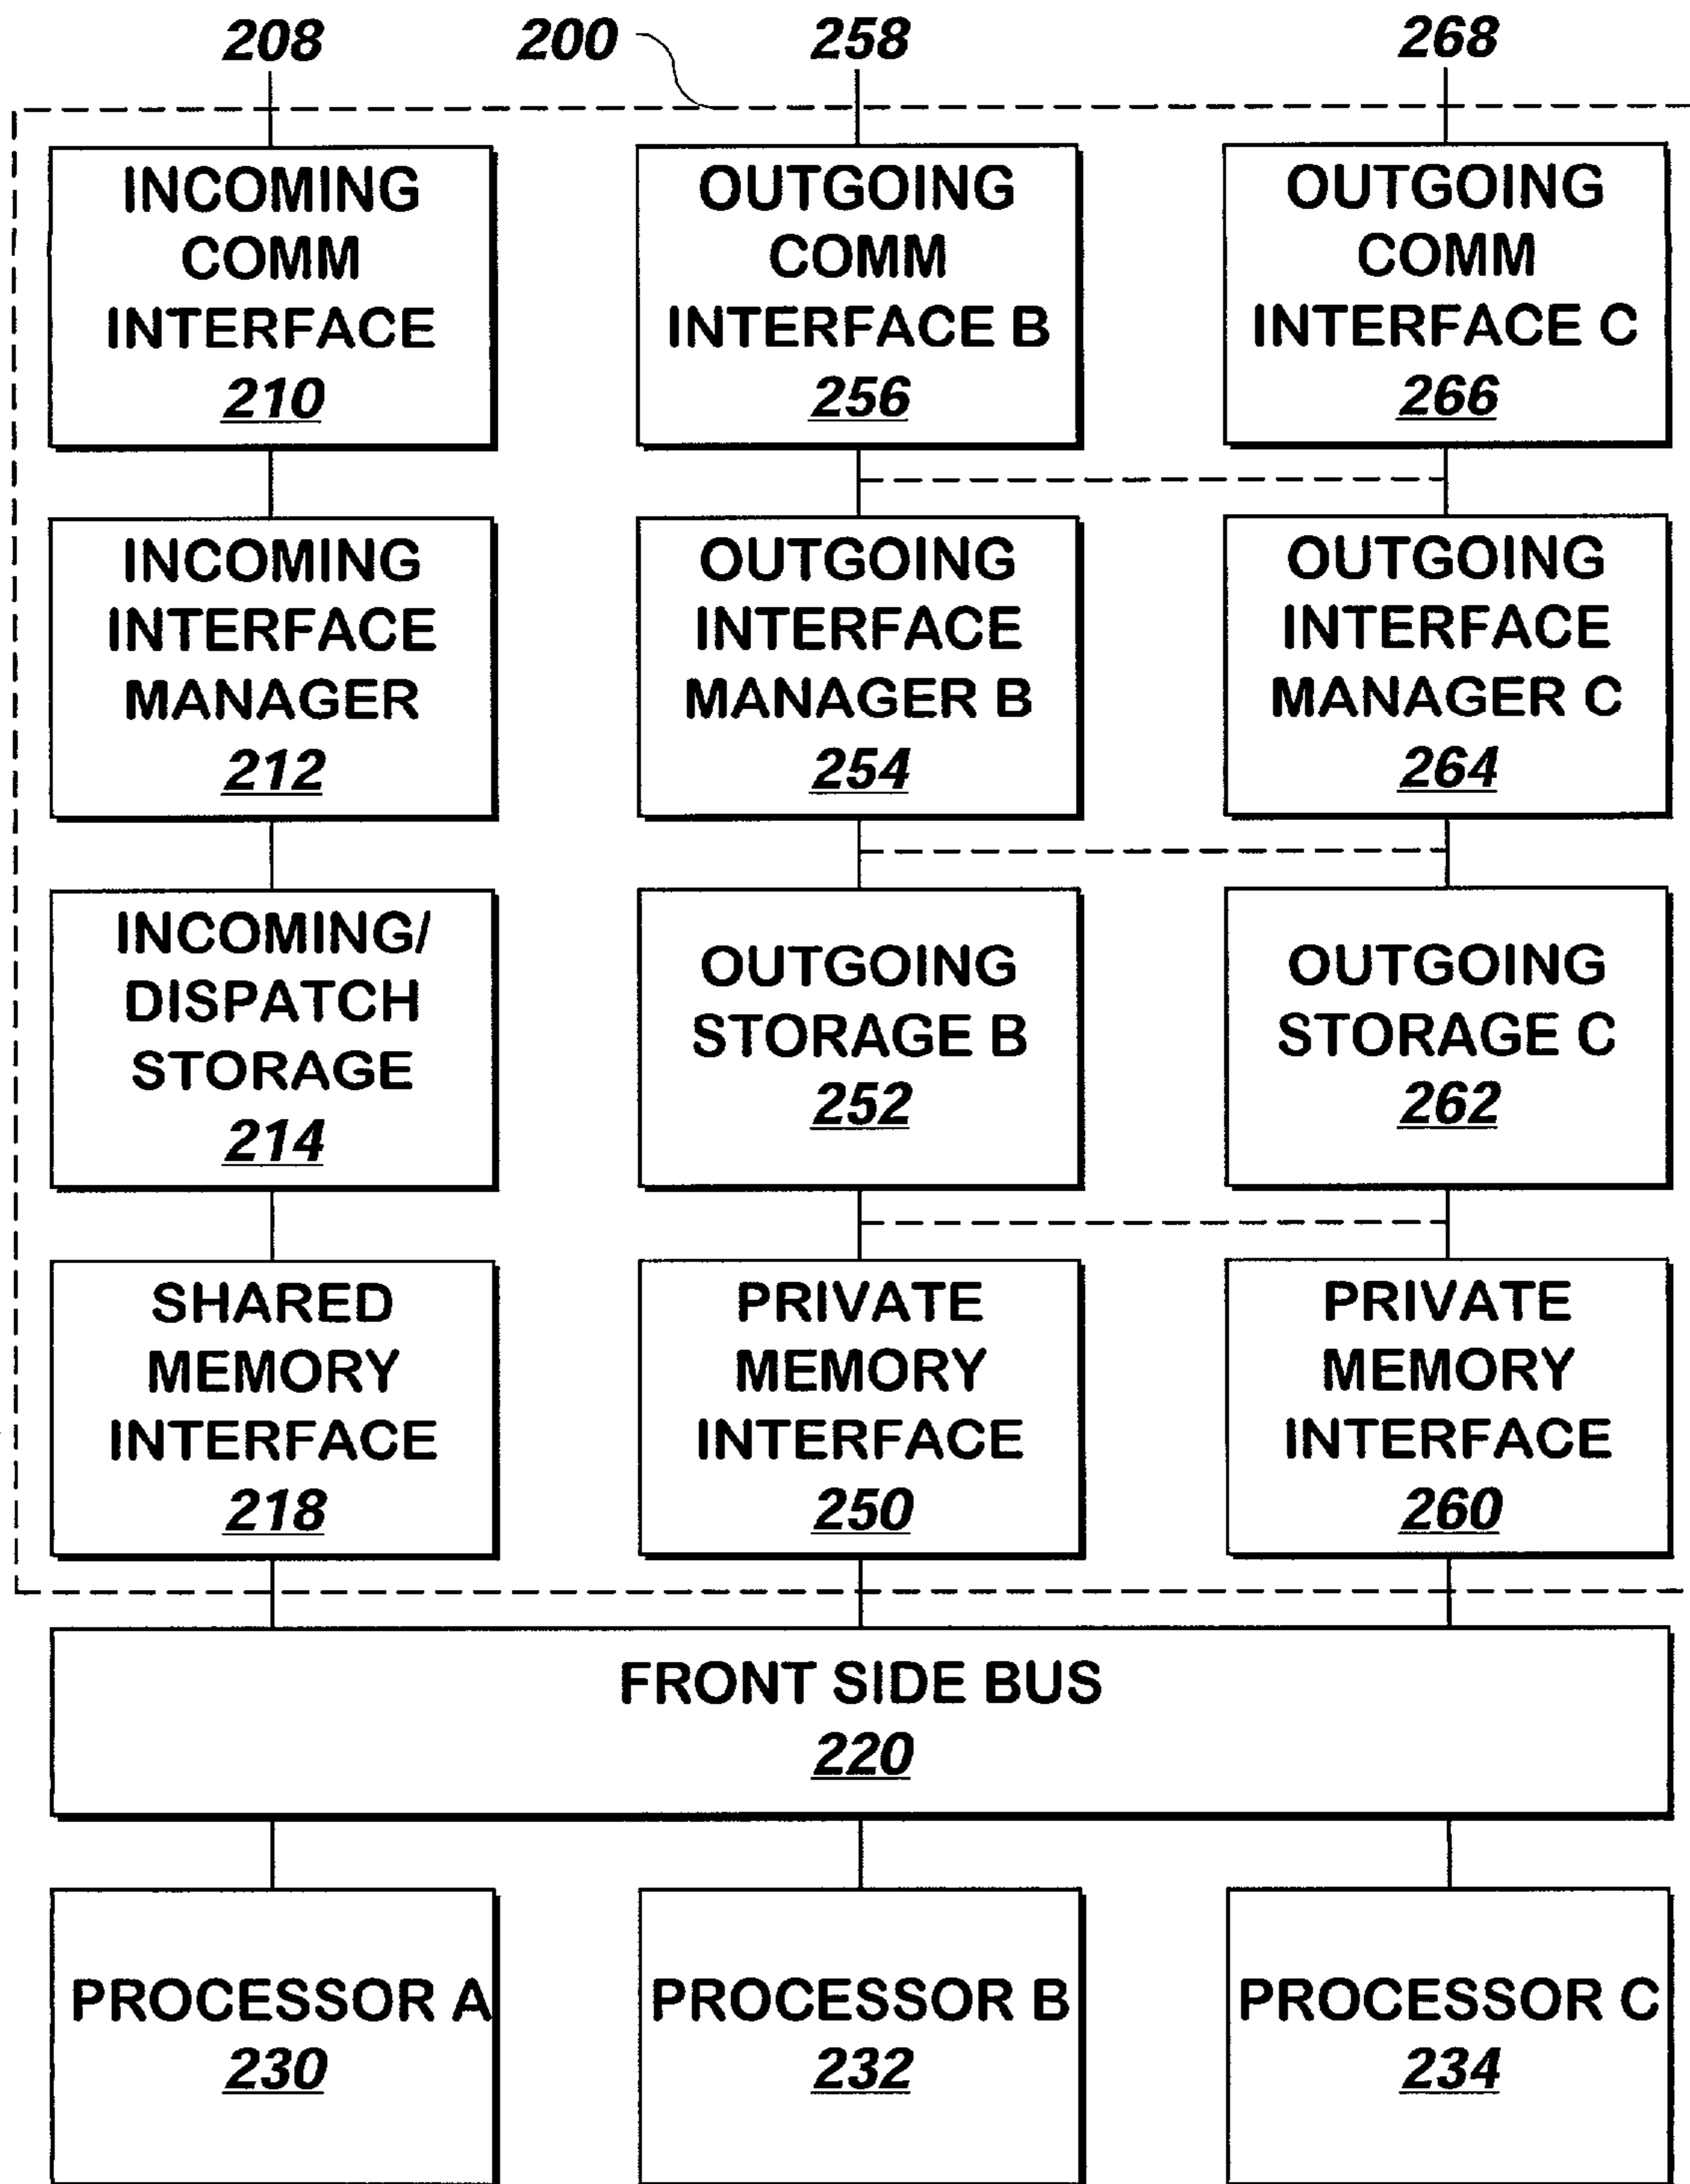 208 200 258 268
INCOMING
COMM
INTERFACE
210
OUTGOING
COMM
INTERFACE B
256
OUTGOING
COMM
INTERFACE C
266
INCOMING
INTERFACE
MANAGER
212
OUTGOING
INTERFACE
MANAGER B
254
OUTGOING
INTERFACE
MANAGER C
264
INCOMING/
DISPATCH
STORAGE
214
OUTGOING
STORAGE B
252
OUTGOING
STORAGE C
262
SHARED
MEMORY
INTERFACE
218
PRIVATE
MEMORY
INTERFACE
250
PRIVATE
MEMORY
INTERFACE
260
FRONT SIDE BUS
220
PROCESSOR A
230
PROCESSOR B
232
PROCESSOR C
234